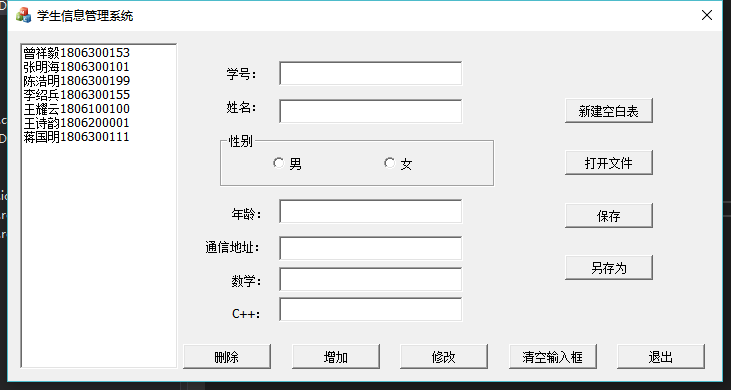 学生信息管理系统
曾祥毅1806300153
张明海1806300101
陈浩明1806300199
李绍兵1806300155
王耀云1806100100
王诗韵1806200001
蒋国明1806300111
学号：
姓名：
性别
男
女
年龄：
通信地址：
数学：
C++：
新建空白表
打开文件
保存
另存为
删除
增加
修改
清空输入框
退出